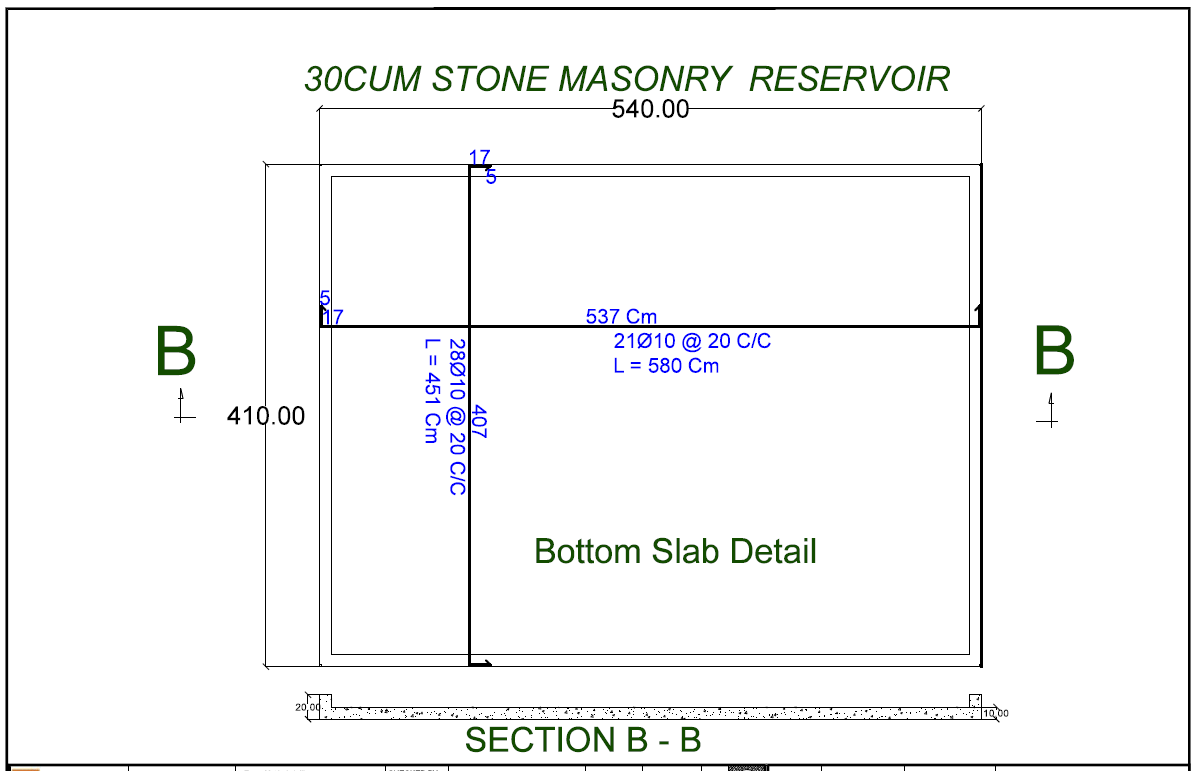 30CUM STONE MASONRY RESERVOIR
540.00
17
5
5
17
537 Cm
21Ø10 @ 20 C/C
L = 580 Cm
B
B
410.00
28Ø10 @ 20 C/C
L = 451 Cm
407
Bottom Slab Detail
20.00
10.00
SECTION B - B